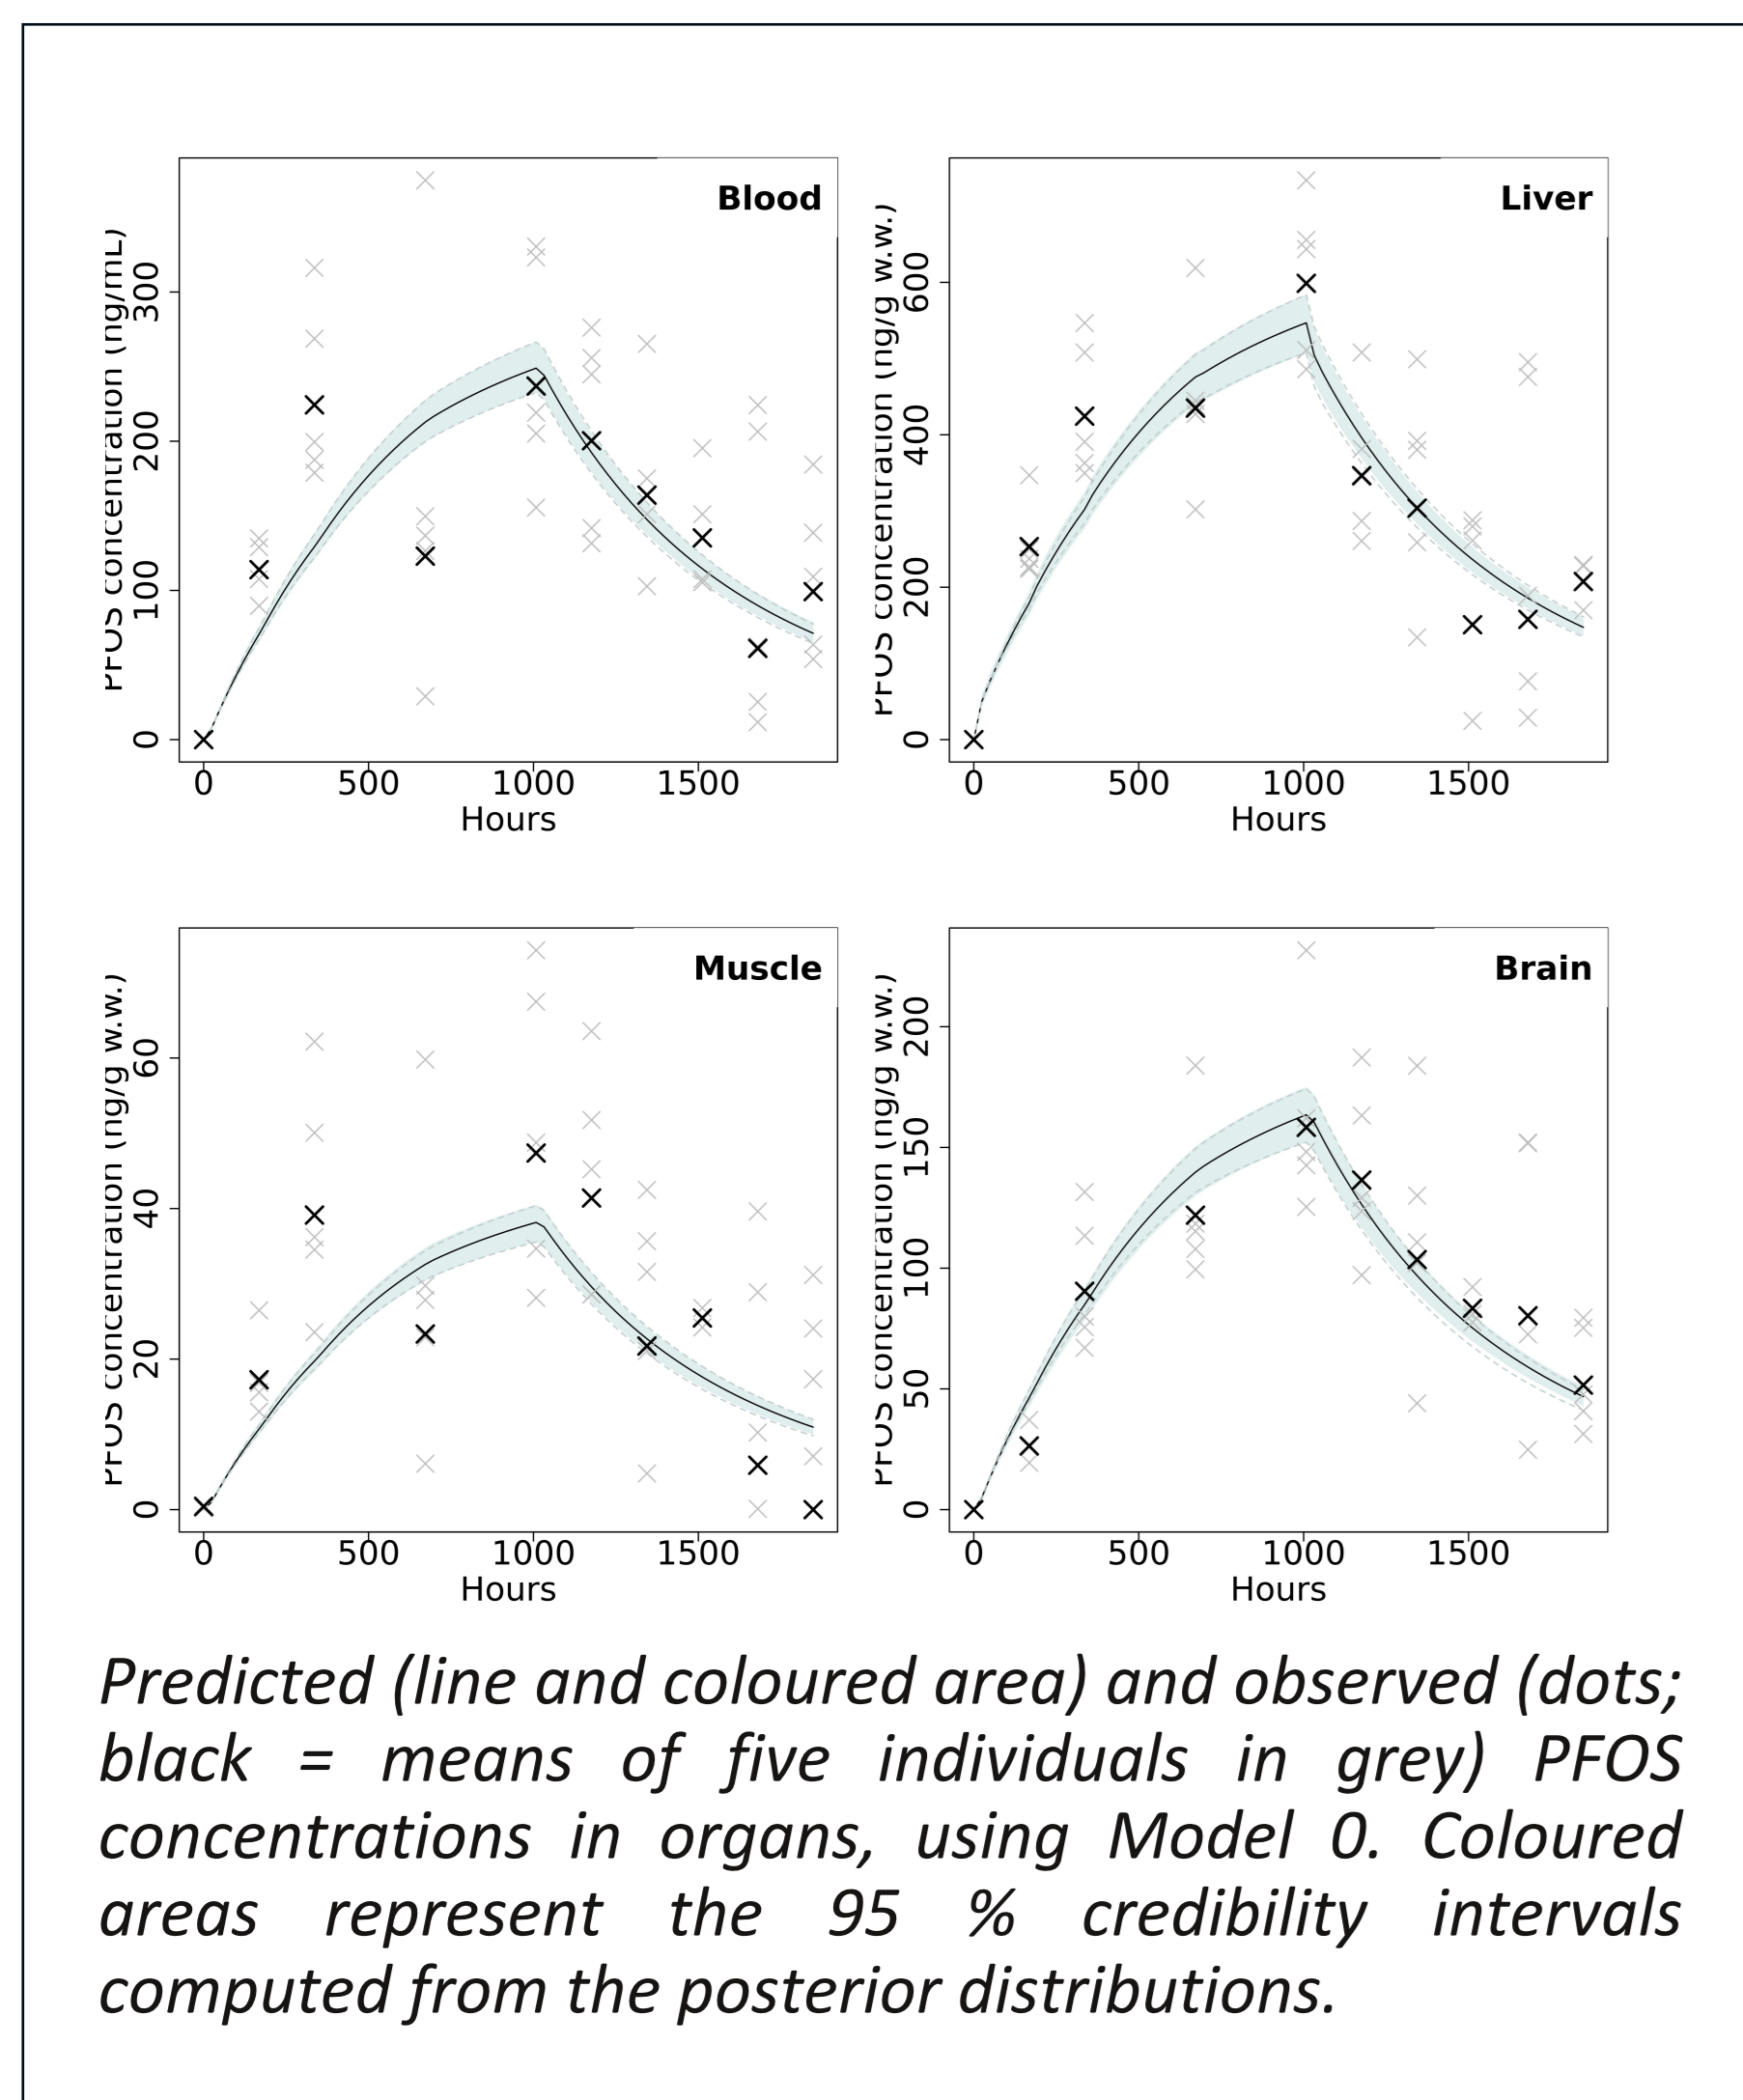 Blood
PFOS concentration (ng/mL)
0
100
200
300
0
500
1000
1500
Hours
Liver
PFOS concentration (ng/g w.w.)
0
200
400
600
0
500
1000
1500
Hours
Muscle
PFOS concentration (ng/g w.w.)
0
20
40
60
0
500
1000
1500
Hours
Brain
PFOS concentration (ng/g w.w.)
0
50
100
150
200
0
500
1000
1500
Hours
Predicted (line and coloured area) and observed (dots;
black = means of five individuals in grey) PFOS
concentrations in organs, using Model 0. Coloured
areas represent the 95 % credibility intervals
computed from the posterior distributions.